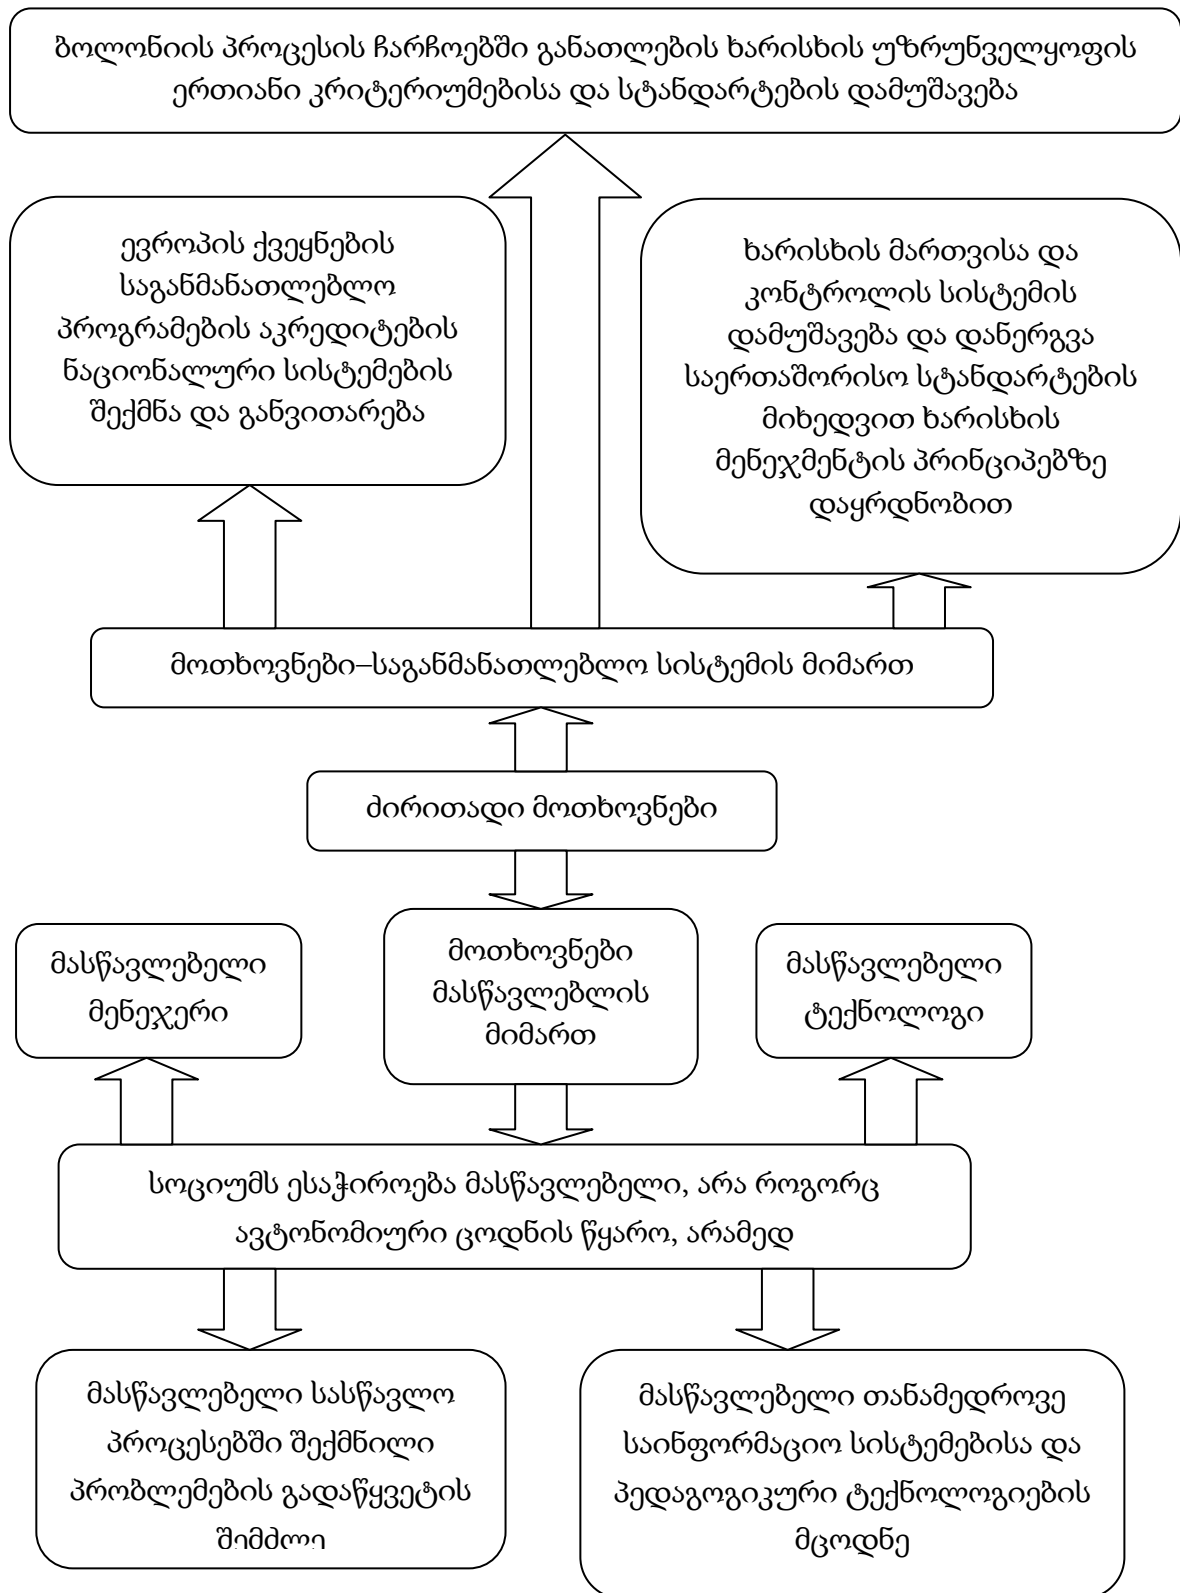 ბოლონიის პროცესის ჩარჩოებში განათლების ხარისხის უზრუნველყოფის
ერთიანი კრიტერიუმებისა და სტანდარტების დამუშავება
ევროპის ქვეყნების
საგანმანათლებლო
პროგრამების აკრედიტების
ნაციონალური სისტემების
შექმნა და განვითარება
ხარისხის მართვისა და
კონტროლის სისტემის
დამუშავება და დანერგვა
საერთაშორისო სტანდარტების
მიხედვით ხარისხის
მენეჯმენტის პრინციპებზე
დაყრდნობით
მოთხოვნები–საგანმანათლებლო სისტემის მიმართ
ძირითადი მოთხოვნები
მასწავლებელი
მენეჯერი
მოთხოვნები
მასწავლებლის
მიმართ
მასწავლებელი
ტექნოლოგი
სოციუმს ესაჭიროება მასწავლებელი, არა როგორც
ავტონომიური ცოდნის წყარო, არამედ
მასწავლებელი სასწავლო
პროცესებში შექმნილი
პრობლემების გადაწყვეტის
შემძლე
მასწავლებელი თანამედროვე
საინფორმაციო სისტემებისა და
პედაგოგიკური ტექნოლოგიების
მცოდნე